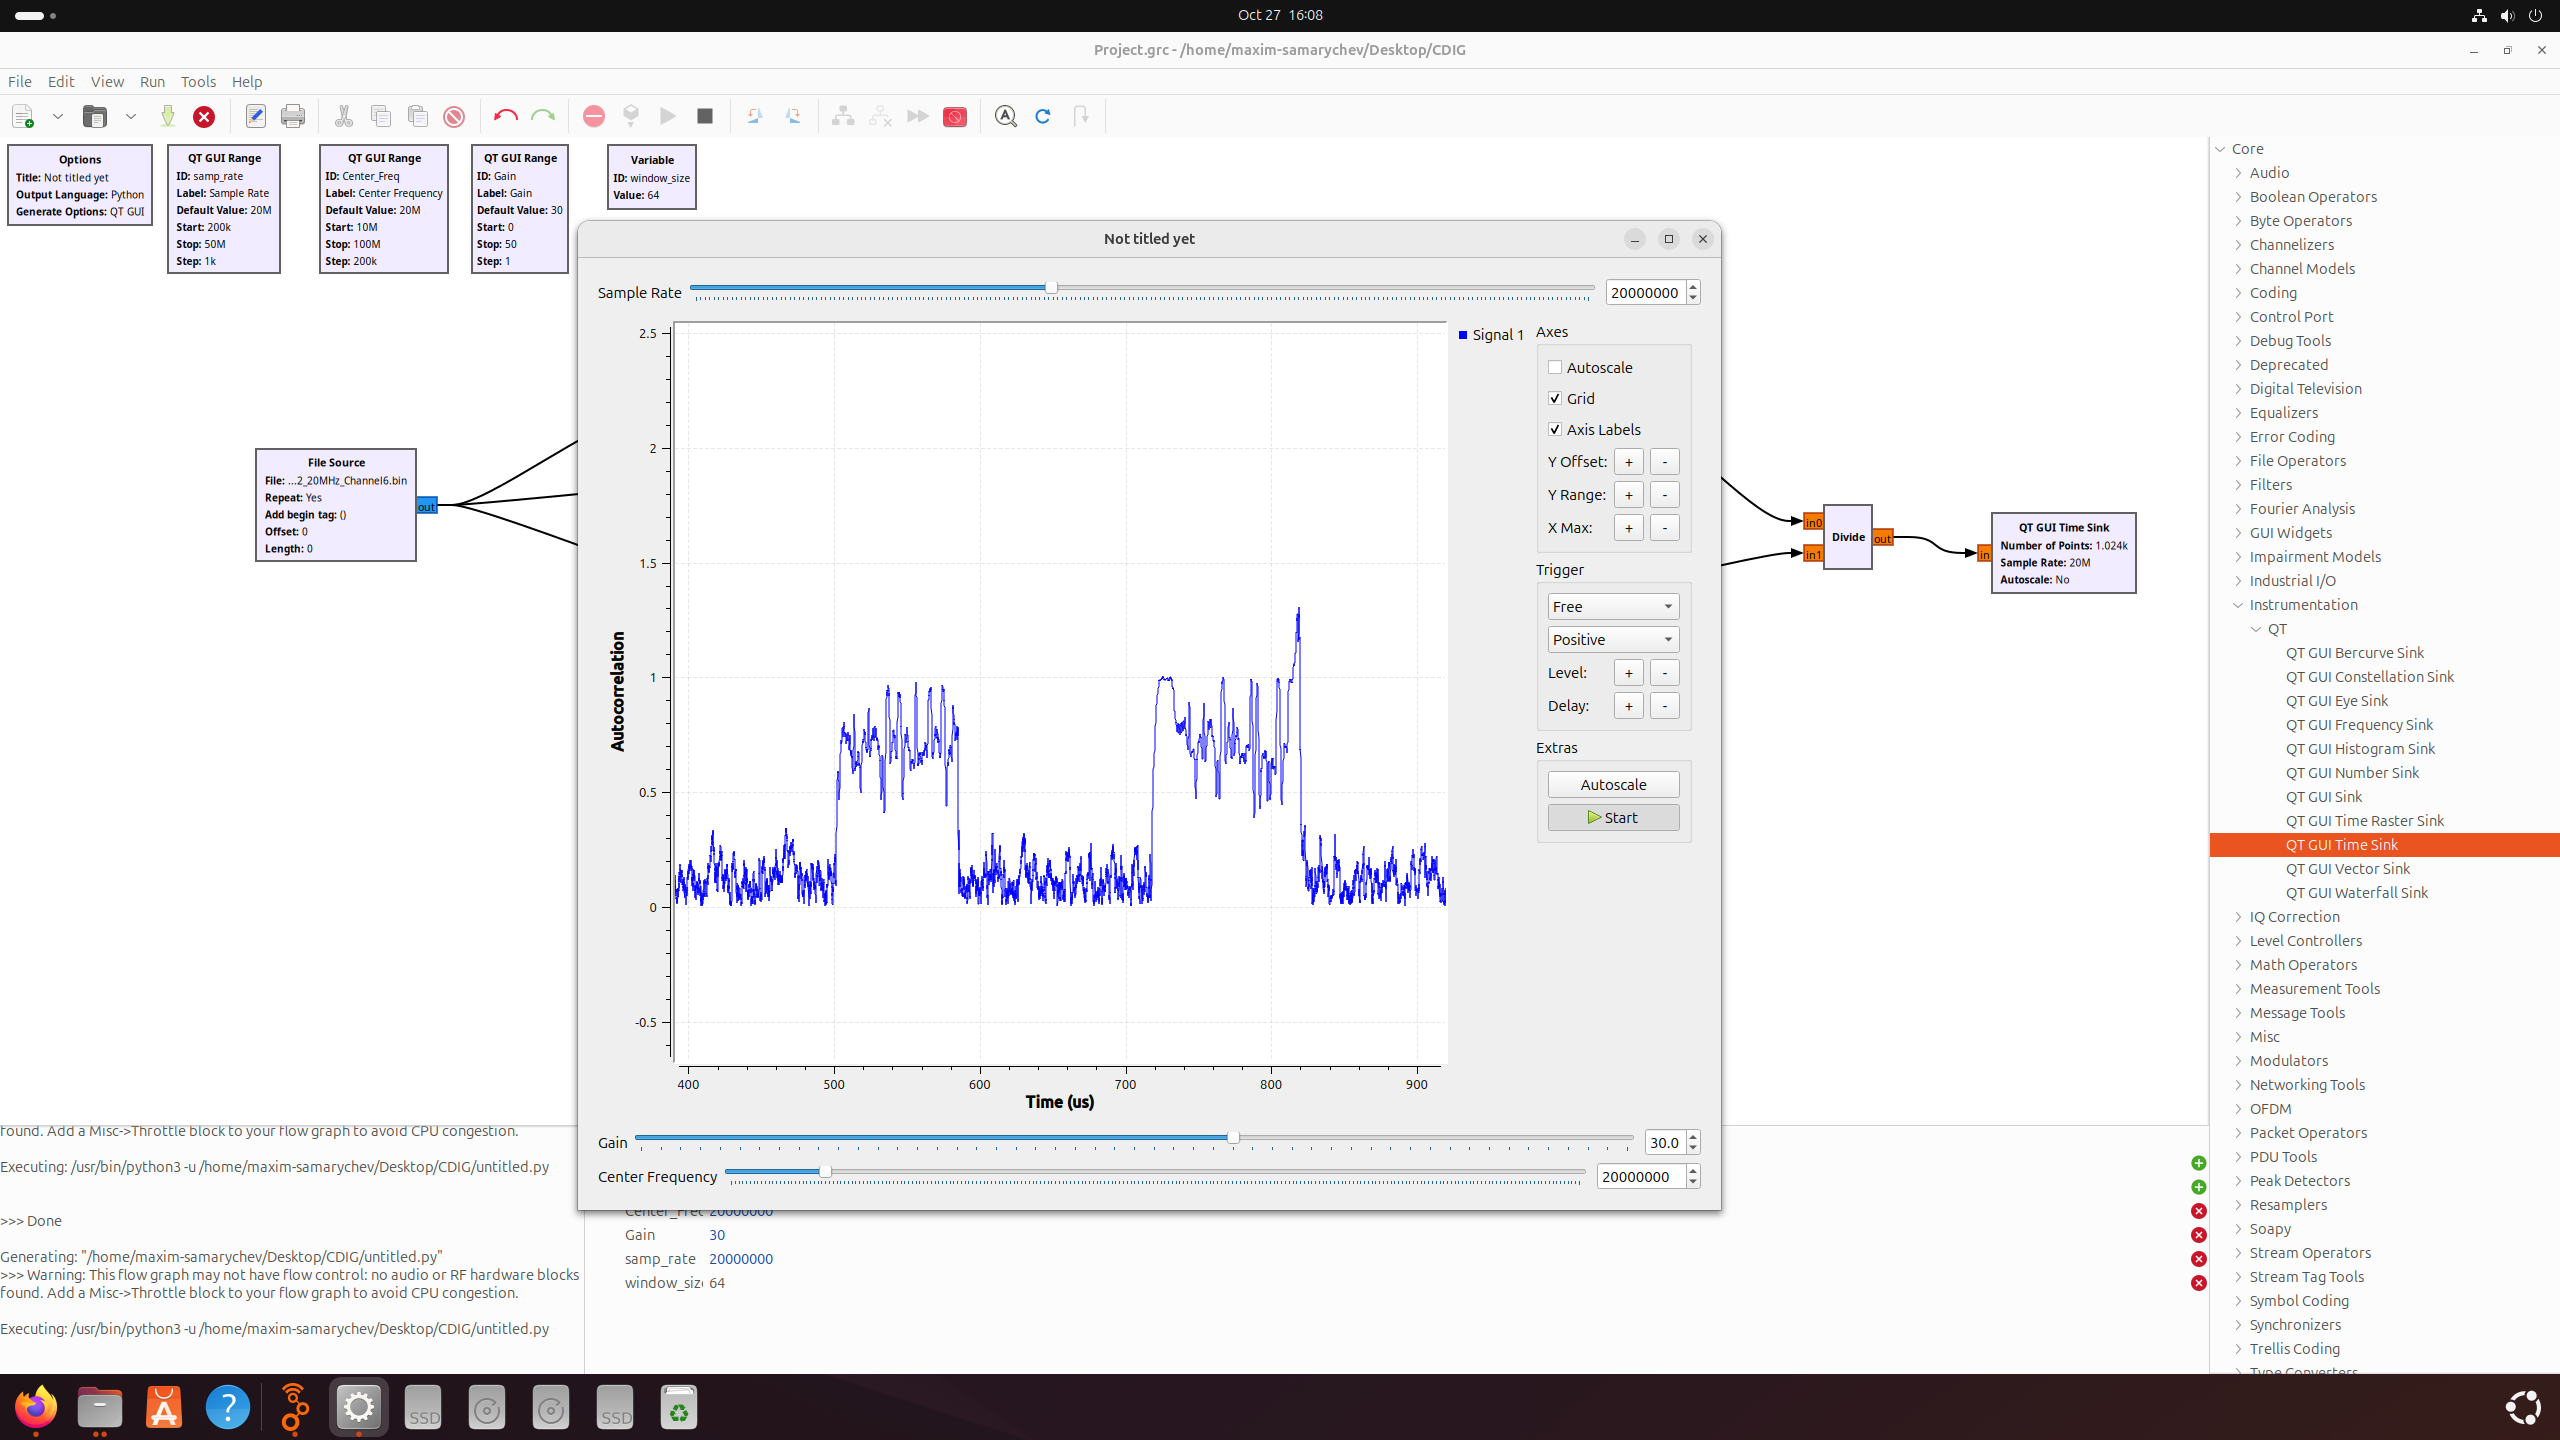 Oct 27 16:08
Project.grc - /home/maxim-samarychev/Desktop/CDIG
File Edit View Run Tools Help
Options
Title: Not titled yet
Output Language: Python
Generate Options: QT GUI
QT GUI Range
ID: samp_rate
Label: Sample Rate
Default Value: 20M
Start: 200k
Stop: 50M
Step: 1k
QT GUI Range
ID: Center_Freq
Label: Center Frequency
Default Value: 20M
Start: 10M
Stop: 100M
Step: 200k
QT GUI Range
ID: Gain
Label: Gain
Default Value: 30
Start: 0
Stop: 50
Step: 1
Variable
ID: window_size
Value: 64
File Source
File: ...2_20MHz_Channel6.bin
Repeat: Yes
Add begin tag: ()
Offset: 0
Length: 0
out
Not titled yet
Sample Rate
20000000
2.5
2
1.5
1
0.5
0
-0.5
Autocorrelation
400 500 600 700 800 900
Time (us)
Signal 1
Axes
Autoscale
Grid
Axis Labels
Y Offset: + -
Y Range: + -
X Max: + -
Trigger
Free
Positive
Level: + -
Delay: + -
Extras
Autoscale
Start
Gain
30.0
Center Frequency
20000000
in0
in1
Divide
out
in
QT GUI Time Sink
Number of Points: 1.024k
Sample Rate: 20M
Autoscale: No
found. Add a Misc->Throttle block to your flow graph to avoid CPU congestion.
Executing: /usr/bin/python3 -u /home/maxim-samarychev/Desktop/CDIG/untitled.py
>>> Done
Generating: "/home/maxim-samarychev/Desktop/CDIG/untitled.py"
>>> Warning: This flow graph may not have flow control: no audio or RF hardware blocks
found. Add a Misc->Throttle block to your flow graph to avoid CPU congestion.
Executing: /usr/bin/python3 -u /home/maxim-samarychev/Desktop/CDIG/untitled.py
Center_Freq 20000000
Gain 30
samp_rate 20000000
window_size 64
Core
Audio
Boolean Operators
Byte Operators
Channelizers
Channel Models
Coding
Control Port
Debug Tools
Deprecated
Digital Television
Equalizers
Error Coding
File Operators
Filters
Fourier Analysis
GUI Widgets
Impairment Models
Industrial I/O
Instrumentation
QT
QT GUI Bercurve Sink
QT GUI Constellation Sink
QT GUI Eye Sink
QT GUI Frequency Sink
QT GUI Histogram Sink
QT GUI Number Sink
QT GUI Sink
QT GUI Time Raster Sink
QT GUI Time Sink
QT GUI Vector Sink
QT GUI Waterfall Sink
IQ Correction
Level Controllers
Math Operators
Measurement Tools
Message Tools
Misc
Modulators
Networking Tools
OFDM
Packet Operators
PDU Tools
Peak Detectors
Resamplers
Soapy
Stream Operators
Stream Tag Tools
Symbol Coding
Synchronizers
Trellis Coding
Type Converters
SSD
SSD